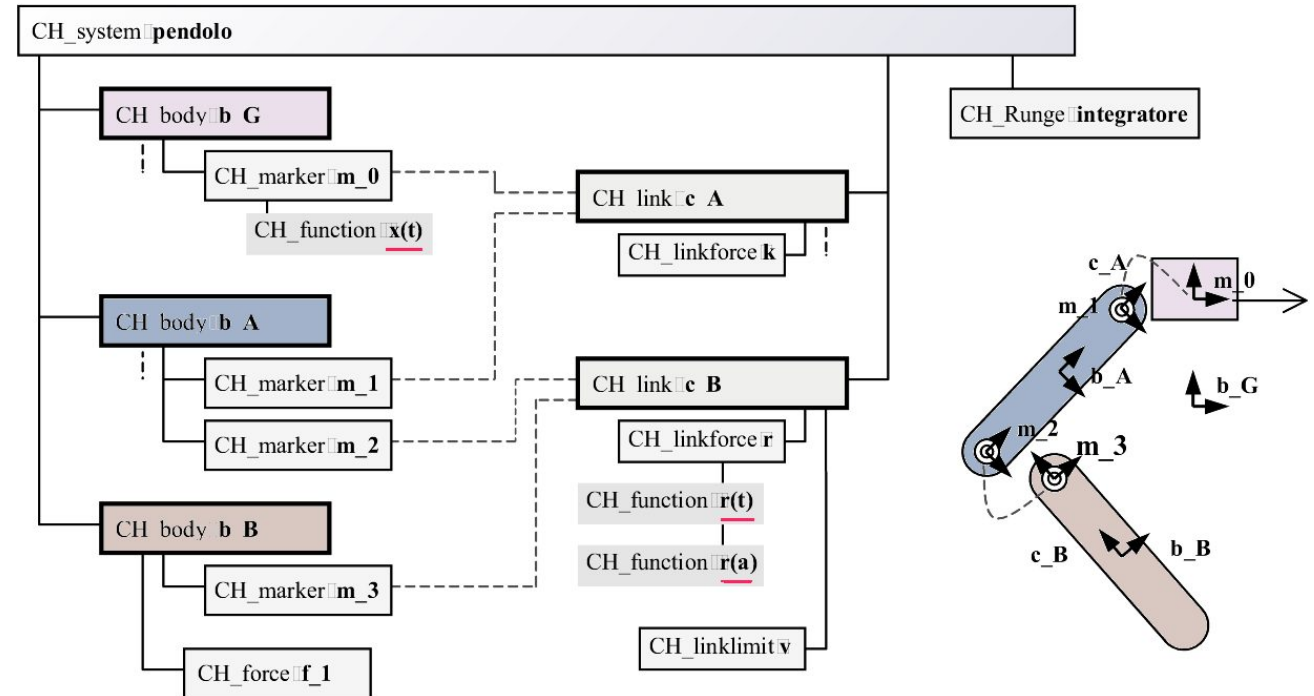 CH_system pendolo
CH_body b_G
CH_Runge integratore
CH_marker m_0
CH_link c_A
CH_function x(t)
CH_linkforce k
CH_body b_A
CH_marker m_1
CH_link c_B
CH_marker m_2
CH_linkforce r
CH_function r(t)
CH_body b_B
CH_function r(a)
CH_marker m_3
CH_linklimit v
CH_force f_1
c_A
m_0
m_1
b_A
b_G
m_2
m_3
c_B
b_B